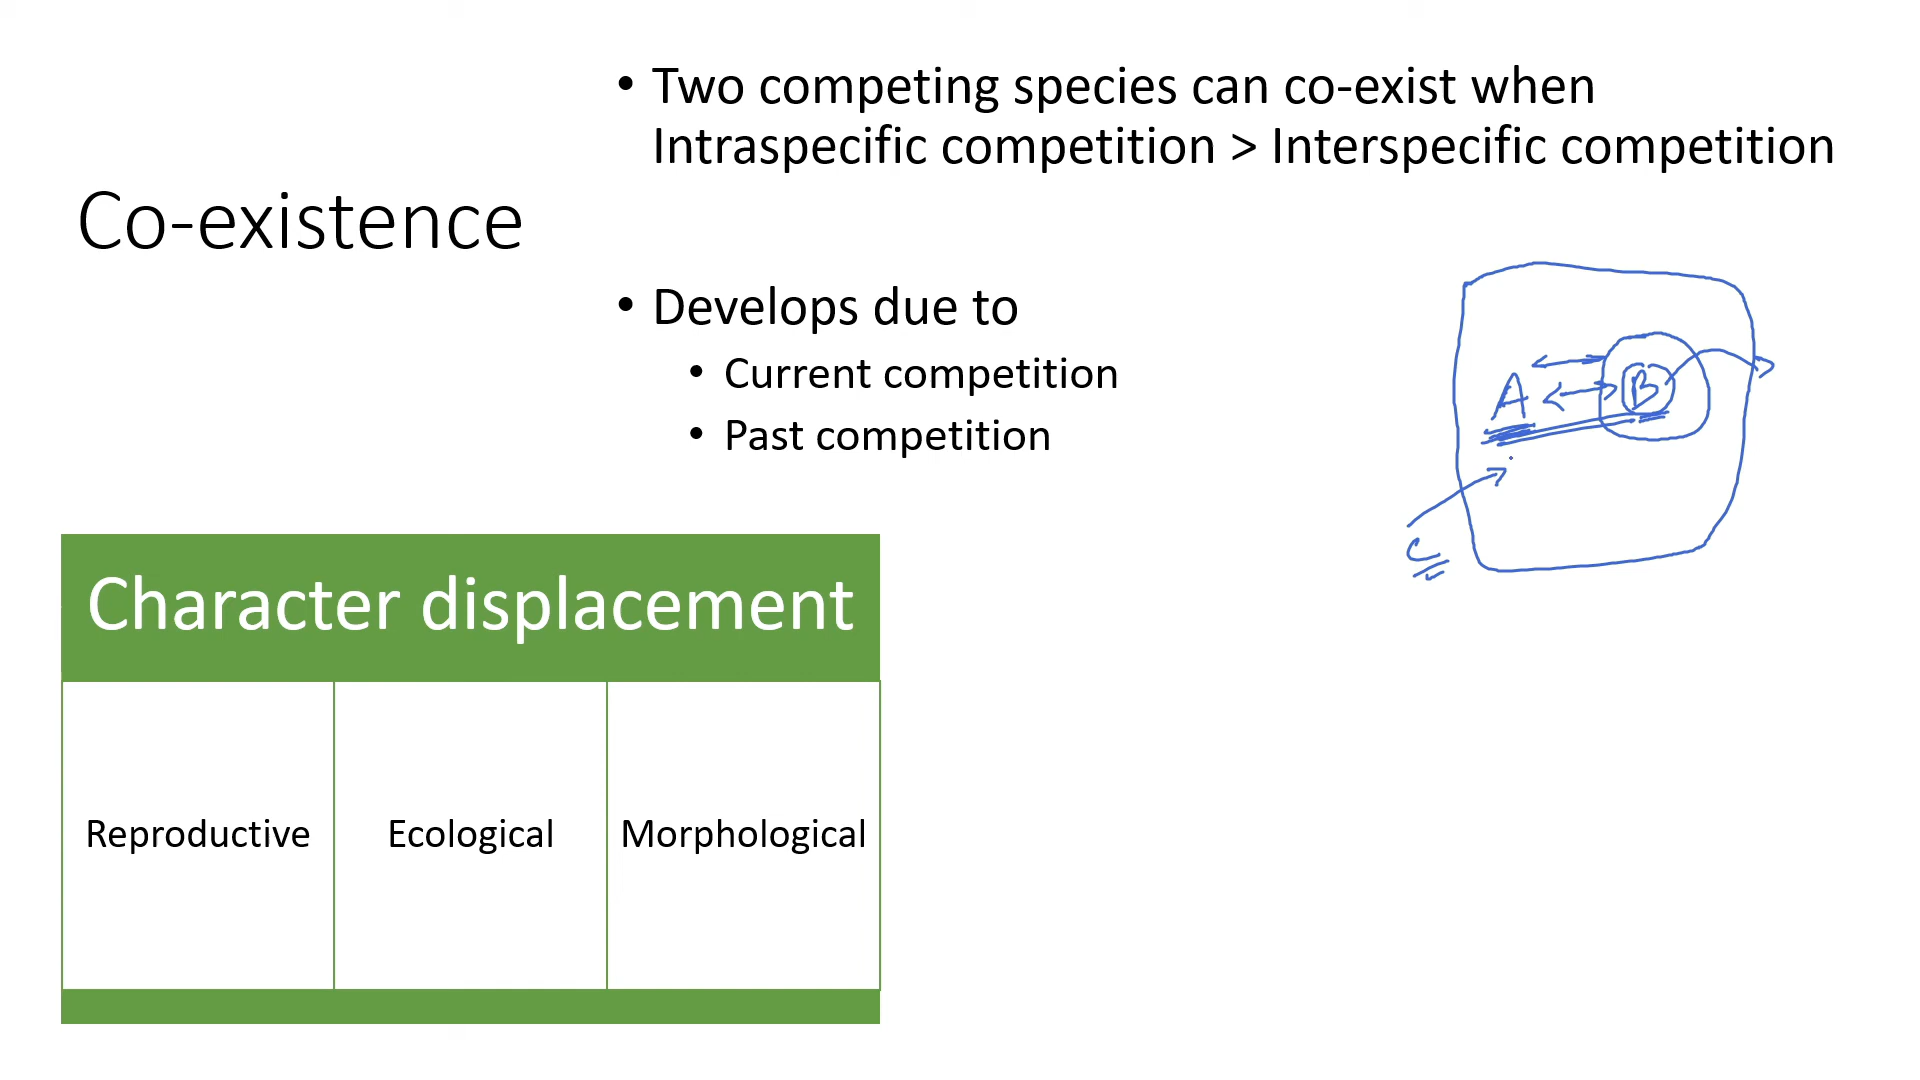 Co-existence
• Two competing species can co-exist when
Intraspecific competition > Interspecific competition
• Develops due to
• Current competition
• Past competition
A
B
C
Character displacement
Reproductive
Ecological
Morphological